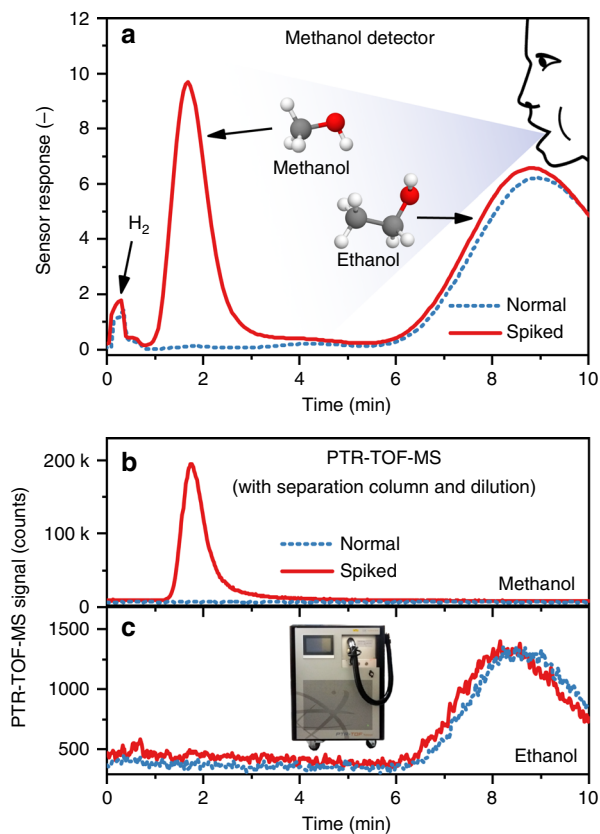 a
Methanol detector
Sensor response (–)
12
10
8
6
4
2
0
H₂
Methanol
Ethanol
Normal
Spiked
0 2 4 6 8 10
Time (min)
b
PTR-TOF-MS
(with separation column and dilution)
PTR-TOF-MS signal (counts)
200 k
100 k
0
Normal
Spiked
Methanol
c
1500
1000
500
PTR-TOF
Ethanol
0 2 4 6 8 10
Time (min)